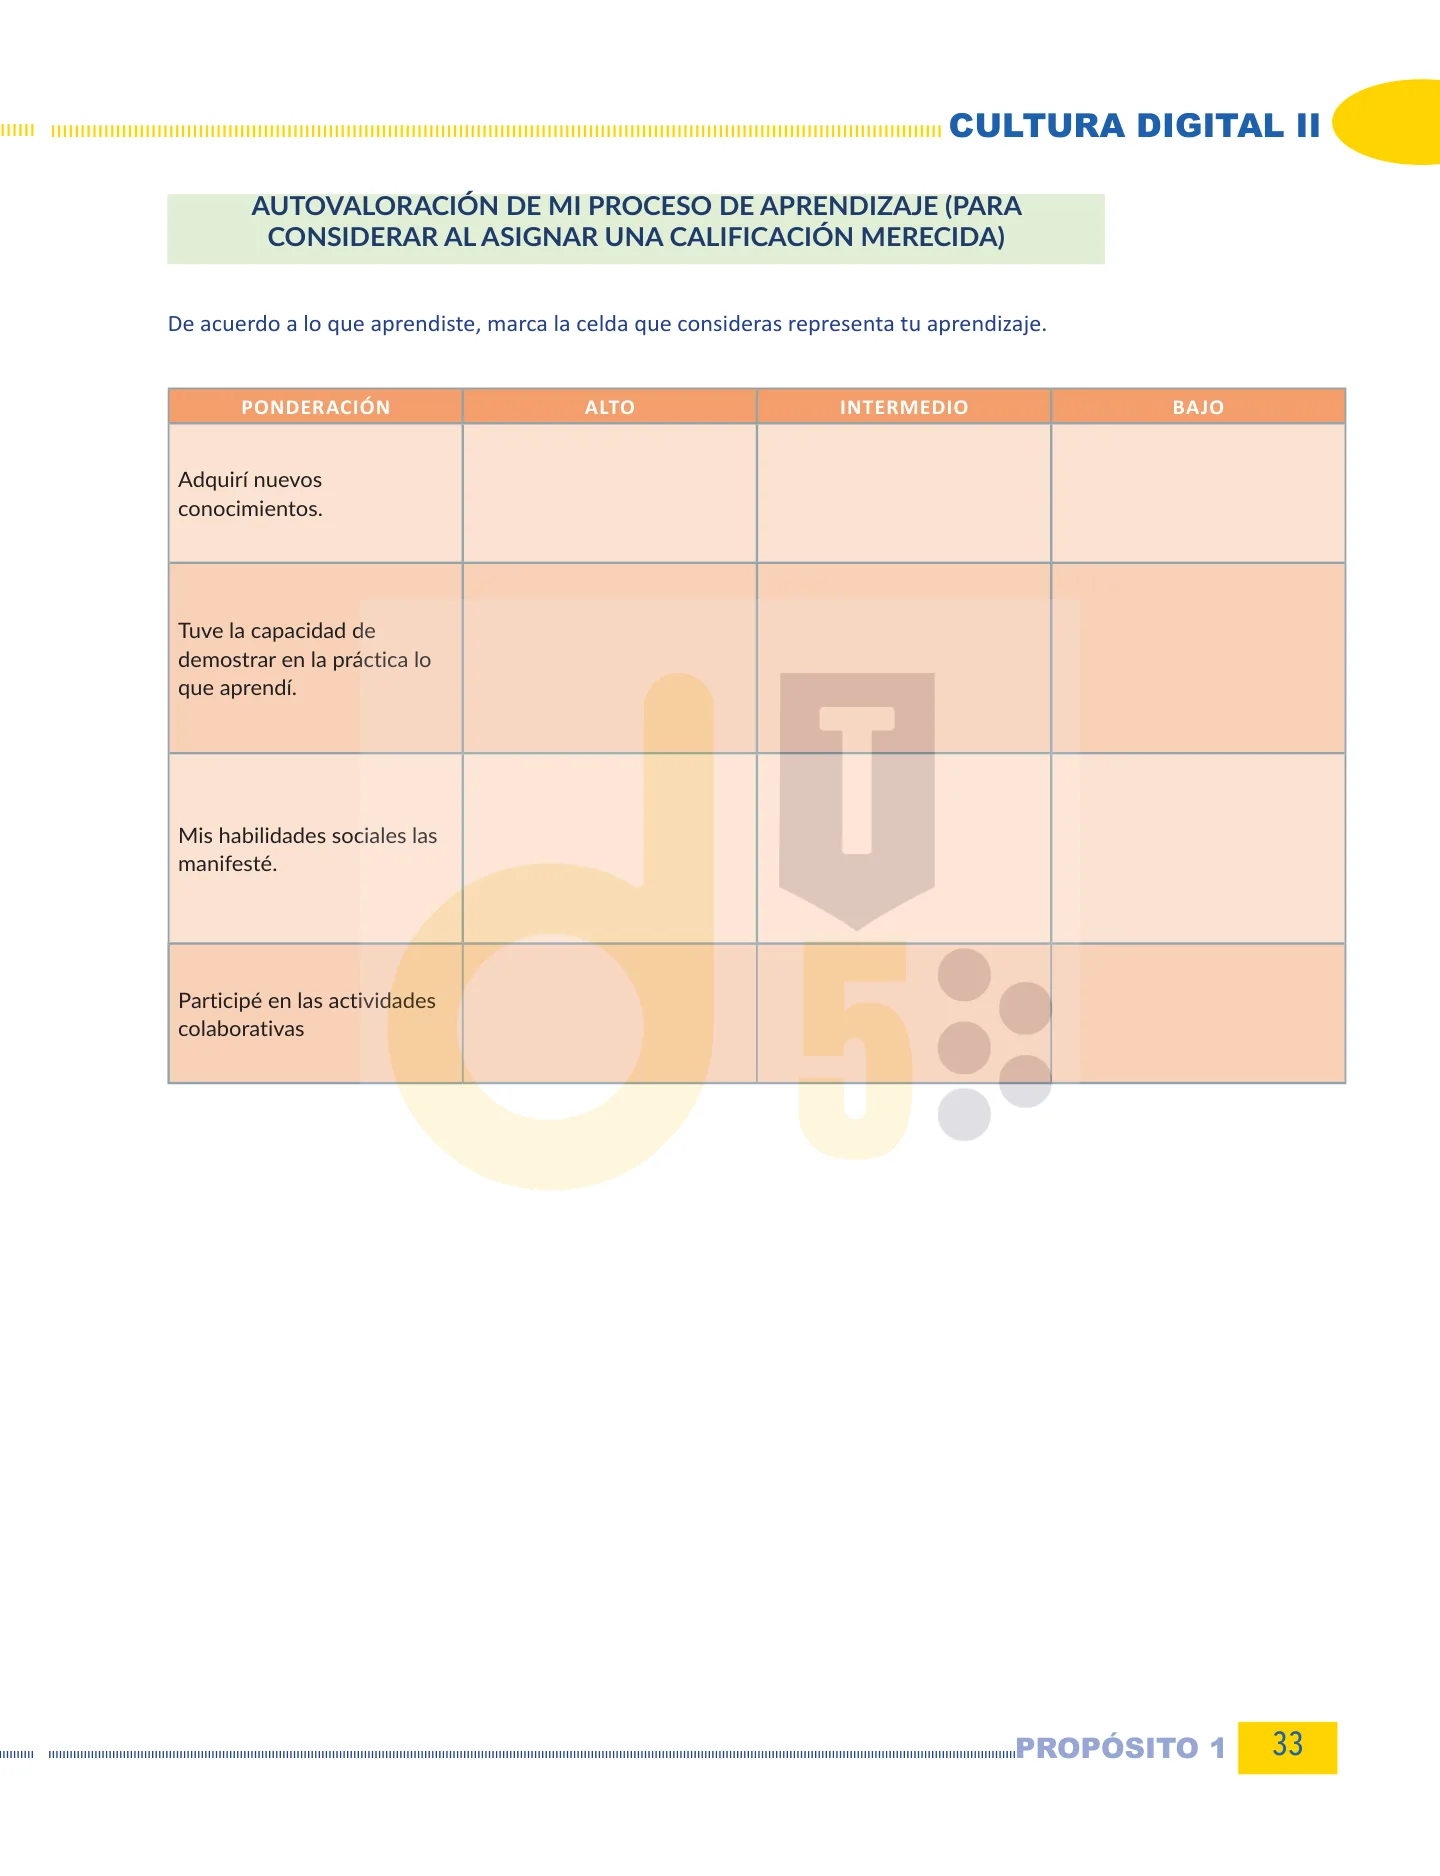 CULTURA DIGITAL II
AUTOVALORACIÓN DE MI PROCESO DE APRENDIZAJE (PARA
CONSIDERAR AL ASIGNAR UNA CALIFICACIÓN MERECIDA)
De acuerdo a lo que aprendiste, marca la celda que consideras representa tu aprendizaje.
PONDERACIÓN ALTO INTERMEDIO BAJO
Adquirí nuevos
conocimientos.
Tuve la capacidad de
demostrar en la práctica lo
que aprendí.
Mis habilidades sociales las
manifesté.
Participé en las actividades
colaborativas
d T
5
PROPÓSITO 1 33